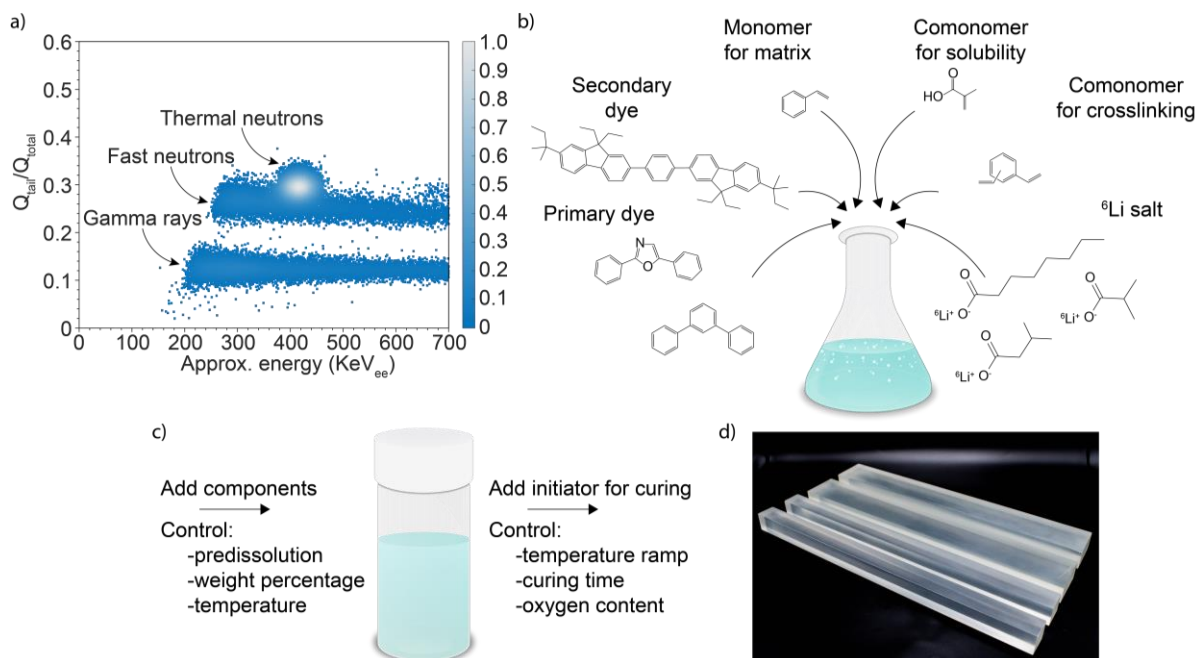 a)
0.6
0.5
0.4
0.3
0.2
0.1
0
Q_tail/Q_total
Thermal neutrons
Fast neutrons
Gamma rays
0 100 200 300 400 500 600 700
Approx. energy (KeV_ee)
1.0
0.9
0.8
0.7
0.6
0.5
0.4
0.3
0.2
0.1
0
b)
Monomer
for matrix
Comonomer
for solubility
Secondary
dye
Comonomer
for crosslinking
O
HO
Primary dye
N
O
⁶Li salt
O
⁶Li⁺ O⁻
O
⁶Li⁺ O⁻
O
⁶Li⁺ O⁻
c)
Add components
Control:
-predissolution
-weight percentage
-temperature
Add initiator for curing
Control:
-temperature ramp
-curing time
-oxygen content
d)